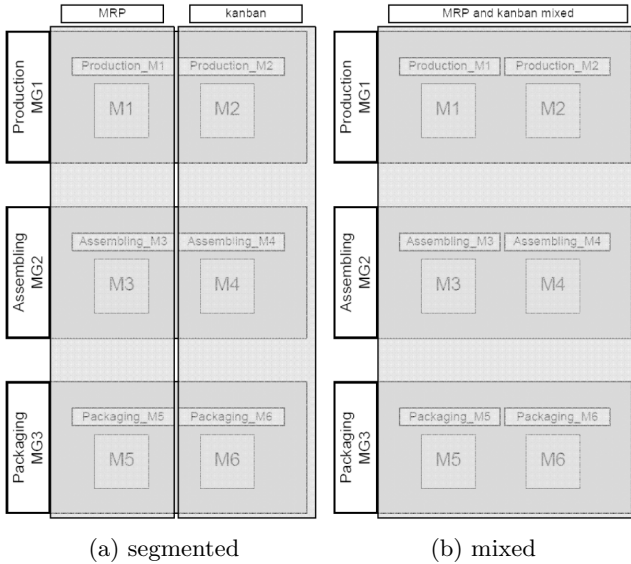 MRP
kanban
Production
MG1
Production_M1
Production_M2
M1
M2
Assembling
MG2
Assembling_M3
Assembling_M4
M3
M4
Packaging
MG3
Packaging_M5
Packaging_M6
M5
M6
(a) segmented
MRP and kanban mixed
Production
MG1
Production_M1
Production_M2
M1
M2
Assembling
MG2
Assembling_M3
Assembling_M4
M3
M4
Packaging
MG3
Packaging_M5
Packaging_M6
M5
M6
(b) mixed